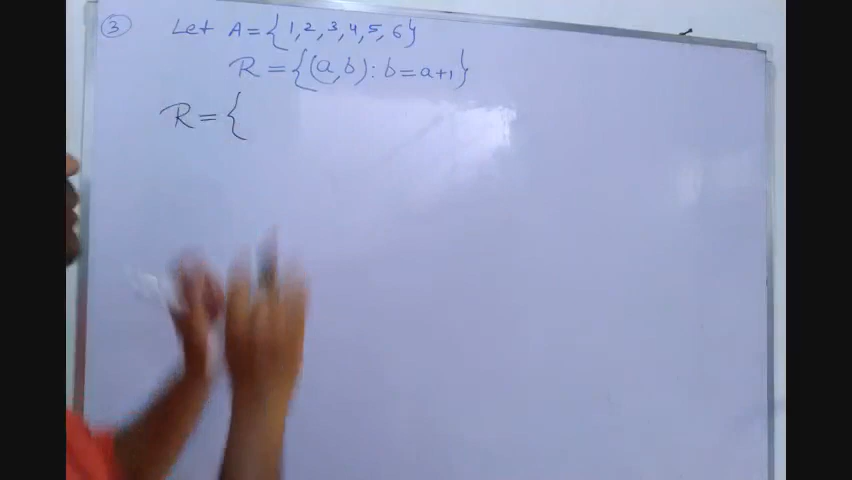 ③ Let A = {1,2,3,4,5,6}
R = {(a,b) : b = a+1}
R = {